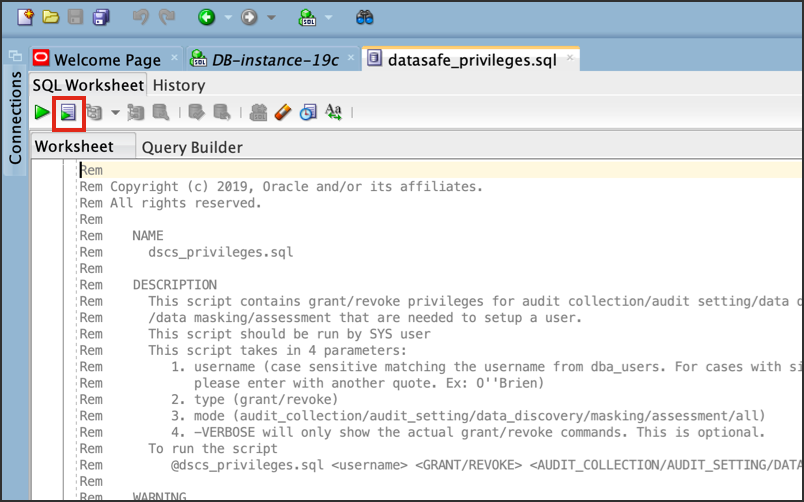 SQL
Welcome Page
SQL
DB-instance-19c
datasafe_privileges.sql
Connections
SQL Worksheet
History
Aa
Worksheet
Query Builder
Rem
Rem Copyright (c) 2019, Oracle and/or its affiliates.
Rem All rights reserved.
Rem
Rem    NAME
Rem      dscs_privileges.sql
Rem
Rem    DESCRIPTION
Rem      This script contains grant/revoke privileges for audit collection/audit setting/data
Rem      /data masking/assessment that are needed to setup a user.
Rem      This script should be run by SYS user
Rem      This script takes in 4 parameters:
Rem         1. username (case sensitive matching the username from dba_users. For cases with
Rem            please enter with another quote. Ex: O''Brien)
Rem         2. type (grant/revoke)
Rem         3. mode (audit_collection/audit_setting/data_discovery/masking/assessment/all)
Rem         4. -VERBOSE will only show the actual grant/revoke commands. This is optional.
Rem      To run the script
Rem         @dscs_privileges.sql <username> <GRANT/REVOKE> <AUDIT_COLLECTION/AUDIT_SETTING/DATA
Rem
Rem    WARNING